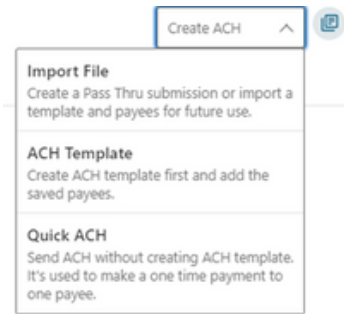 Create ACH
Import File
Create a Pass Thru submission or import a
template and payees for future use.
ACH Template
Create ACH template first and add the
saved payees.
Quick ACH
Send ACH without creating ACH template.
It's used to make a one time payment to
one payee.